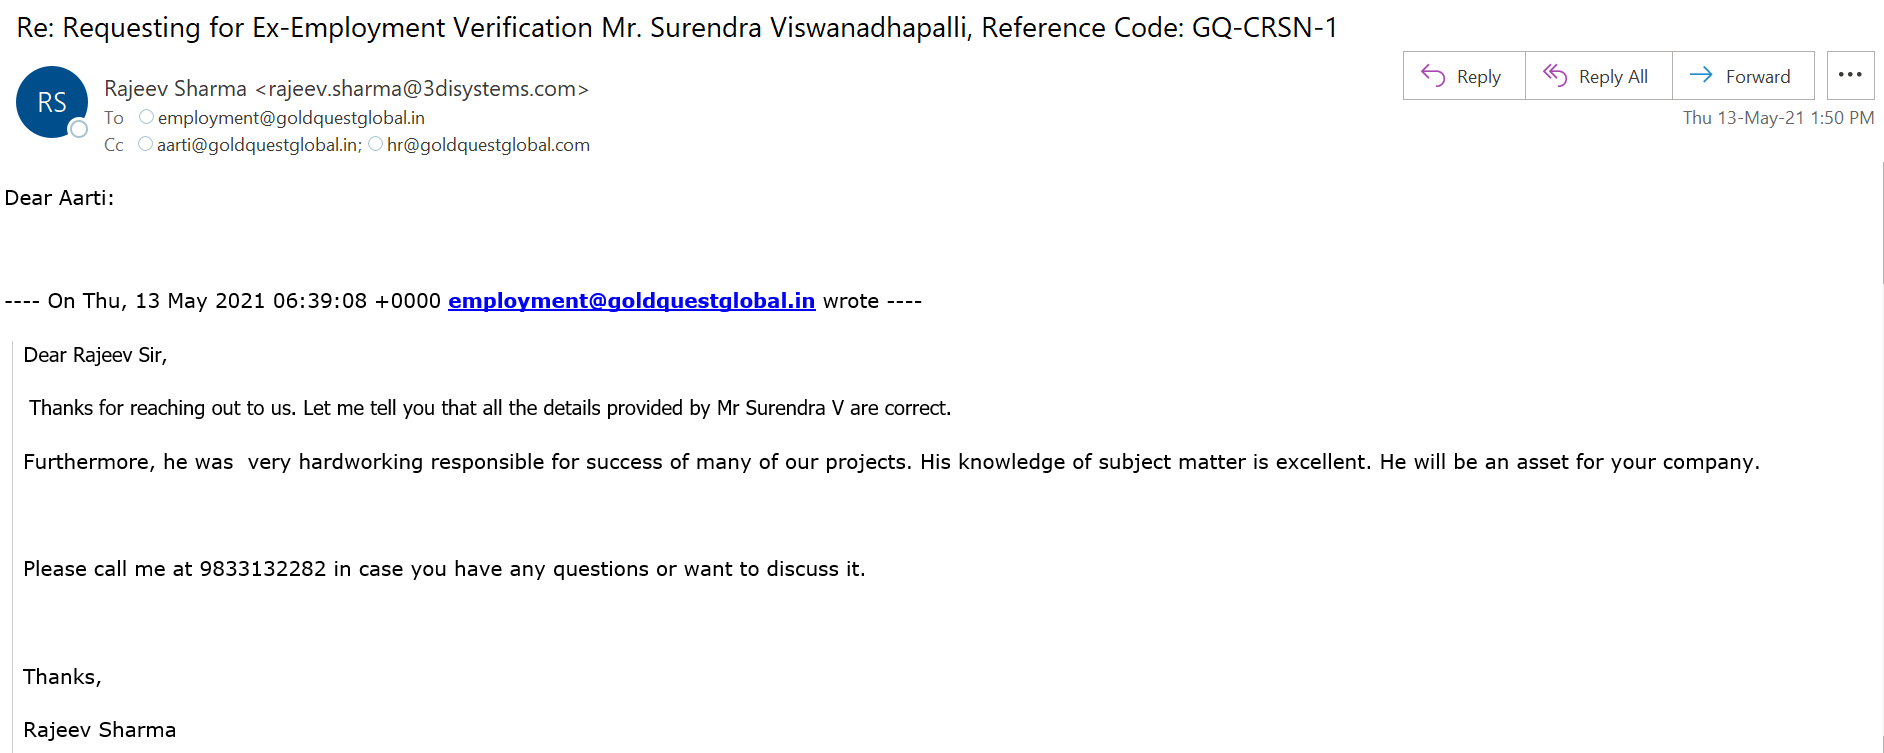 Re: Requesting for Ex-Employment Verification Mr. Surendra Viswanadhapalli, Reference Code: GQ-CRSN-1
RS
Rajeev Sharma <rajeev.sharma@3disystems.com>
To employment@goldquestglobal.in
Cc aarti@goldquestglobal.in; hr@goldquestglobal.com
Reply
Reply All
Forward
...
Thu 13-May-21 1:50 PM
Dear Aarti:
---- On Thu, 13 May 2021 06:39:08 +0000 employment@goldquestglobal.in wrote ----
Dear Rajeev Sir,
Thanks for reaching out to us. Let me tell you that all the details provided by Mr Surendra V are correct.
Furthermore, he was  very hardworking responsible for success of many of our projects. His knowledge of subject matter is excellent. He will be an asset for your company.
Please call me at 9833132282 in case you have any questions or want to discuss it.
Thanks,
Rajeev Sharma